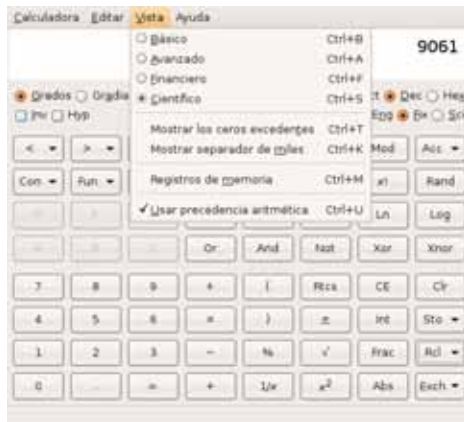 Calculadora Editar Vista Ayuda
Básico Ctrl+B
9061
Avanzado Ctrl+A
Financiero Ctrl+F
Grados Científico Ctrl+S Dec
Inv Hyp Eng
Mostrar los ceros excedentes Ctrl+T
< > Mostrar separador de miles Ctrl+K Mod Acc
Con Fun Registros de memoria Ctrl+M x! Rand
Usar precedencia aritmética Ctrl+U Ln Log
Or And Not Xor Xnor
7 8 9 ( Rtcs CE Clr
4 5 6 ) ± Int Sto
1 2 3 − % √ Frac Rcl
0 = + 1/x x² Abs Exch